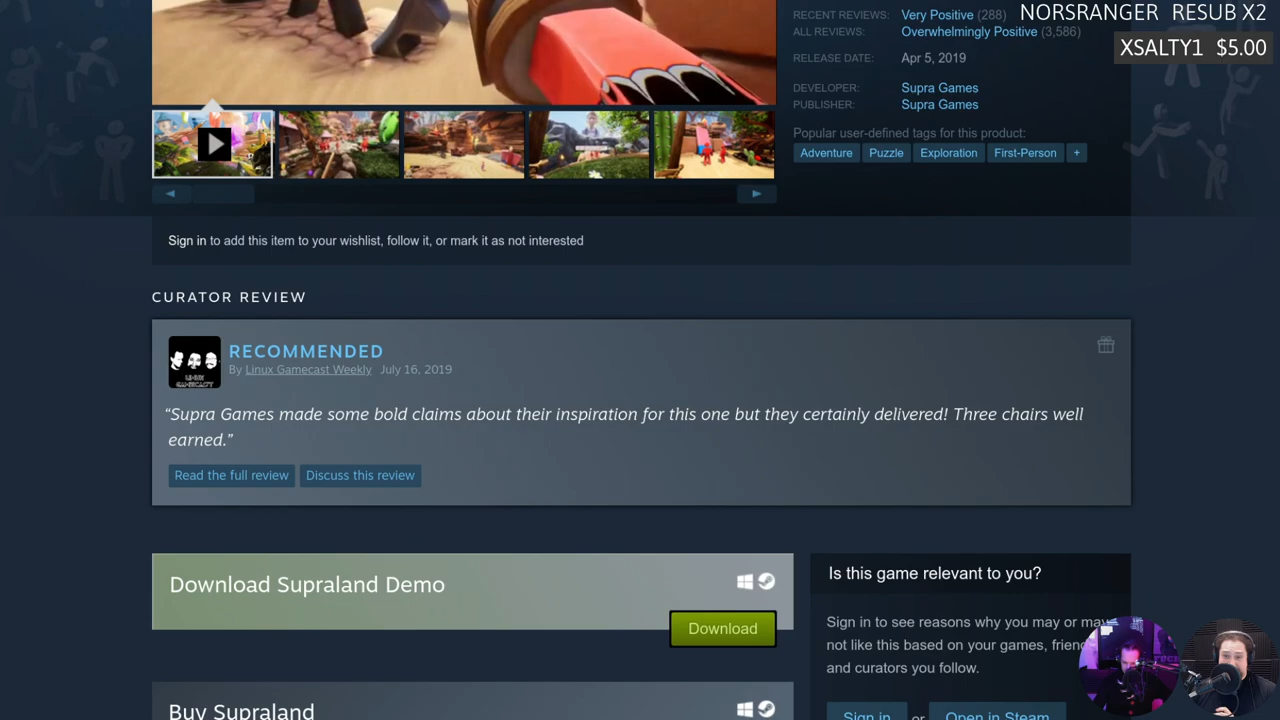 NORSRANGER RESUB X2
XSALTY1 $5.00
RECENT REVIEWS: Very Positive (288)
ALL REVIEWS: Overwhelmingly Positive (3,586)
RELEASE DATE: Apr 5, 2019
DEVELOPER: Supra Games
PUBLISHER: Supra Games
Popular user-defined tags for this product:
Adventure Puzzle Exploration First-Person +
Sign in to add this item to your wishlist, follow it, or mark it as not interested
CURATOR REVIEW
RECOMMENDED
By Linux Gamecast Weekly July 16, 2019
LINUX
GAMECAST
“Supra Games made some bold claims about their inspiration for this one but they certainly delivered! Three chairs well
earned.”
Read the full review Discuss this review
Download Supraland Demo
Download
Is this game relevant to you?
Sign in to see reasons why you may or may
not like this based on your games, friend
and curators you follow.
Buy Supraland
Sign in or Open in Steam